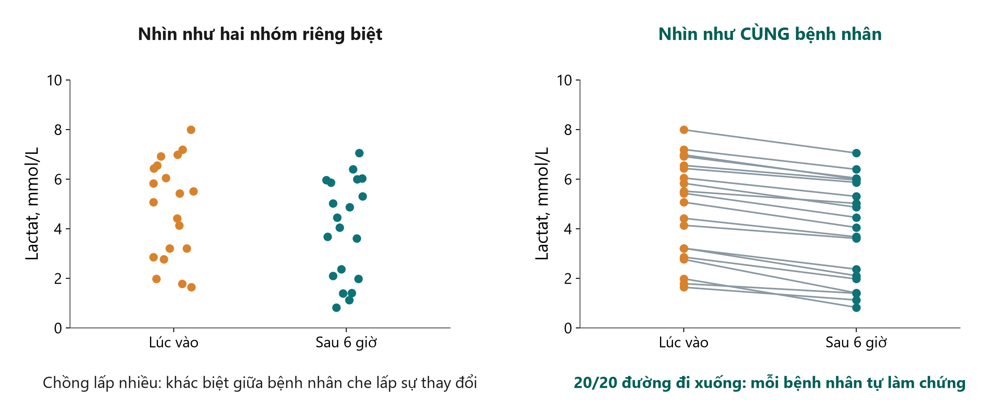 Nhìn như hai nhóm riêng biệt
10
8
6
4
2
0
Lactat, mmol/L
Lúc vào
Sau 6 giờ
Chồng lấp nhiều: khác biệt giữa bệnh nhân che lấp sự thay đổi
Nhìn như CÙNG bệnh nhân
10
8
6
4
2
0
Lactat, mmol/L
Lúc vào
Sau 6 giờ
20/20 đường đi xuống: mỗi bệnh nhân tự làm chứng